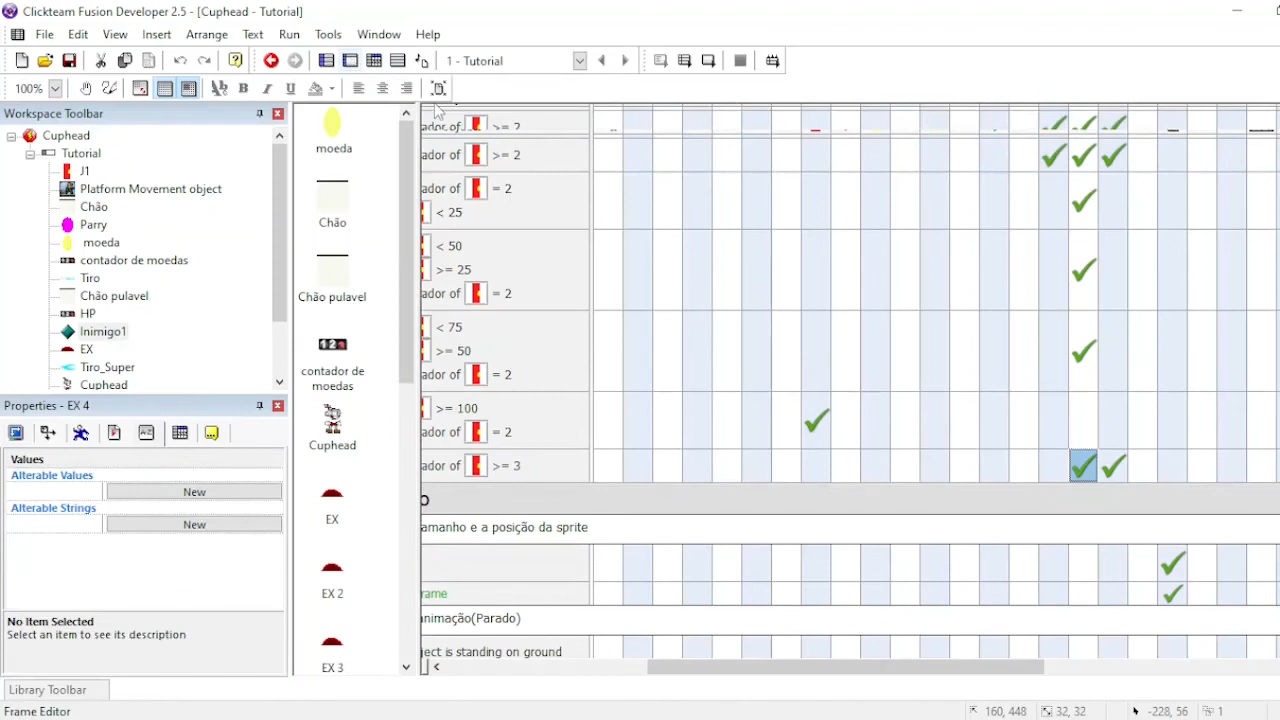 Clickteam Fusion Developer 2.5 - [Cuphead - Tutorial]
File Edit View Insert Arrange Text Run Tools Window Help
1 - Tutorial
100%
Workspace Toolbar
Cuphead
Tutorial
J1
Platform Movement object
Chão
Parry
moeda
contador de moedas
Tiro
Chão pulavel
HP
Inimigo1
EX
Tiro_Super
Cuphead
Properties - EX 4
Values
Alterable Values
New
Alterable Strings
New
No Item Selected
Select an item to see its description
Library Toolbar
Frame Editor
moeda
Chão
Chão pulavel
contador de
moedas
Cuphead
EX
EX 2
EX 3
ador of >= 2
ador of >= 2
ador of = 2
< 25
< 50
>= 25
ador of = 2
< 75
>= 50
ador of = 2
>= 100
ador of = 2
ador of >= 3
o
amanho e a posição da sprite
rame
animação(Parado)
ject is standing on ground
160, 448 32, 32 -228, 56 1